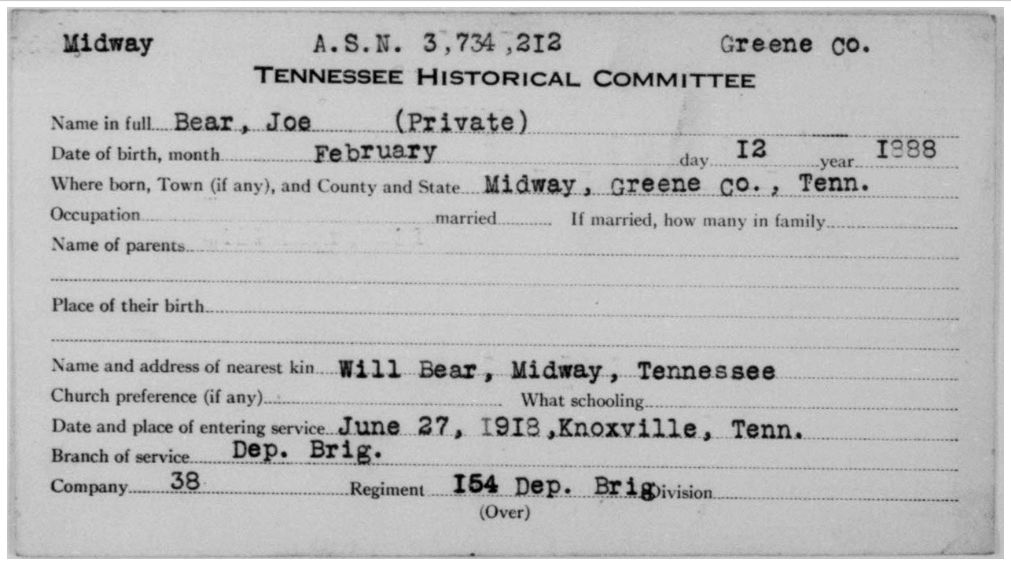 Midway A.S.N. 3,734,212 Greene co.
TENNESSEE HISTORICAL COMMITTEE
Name in full Bear, Joe (Private)
Date of birth, month February day 12 year 1888
Where born, Town (if any), and County and State Midway, Greene co., Tenn.
Occupation married If married, how many in family
Name of parents
Place of their birth
Name and address of nearest kin Will Bear, Midway, Tennessee
Church preference (if any) What schooling
Date and place of entering service June 27, 1918, Knoxville, Tenn.
Branch of service Dep. Brig.
Company 38 Regiment 154 Dep. Brig Division
(Over)